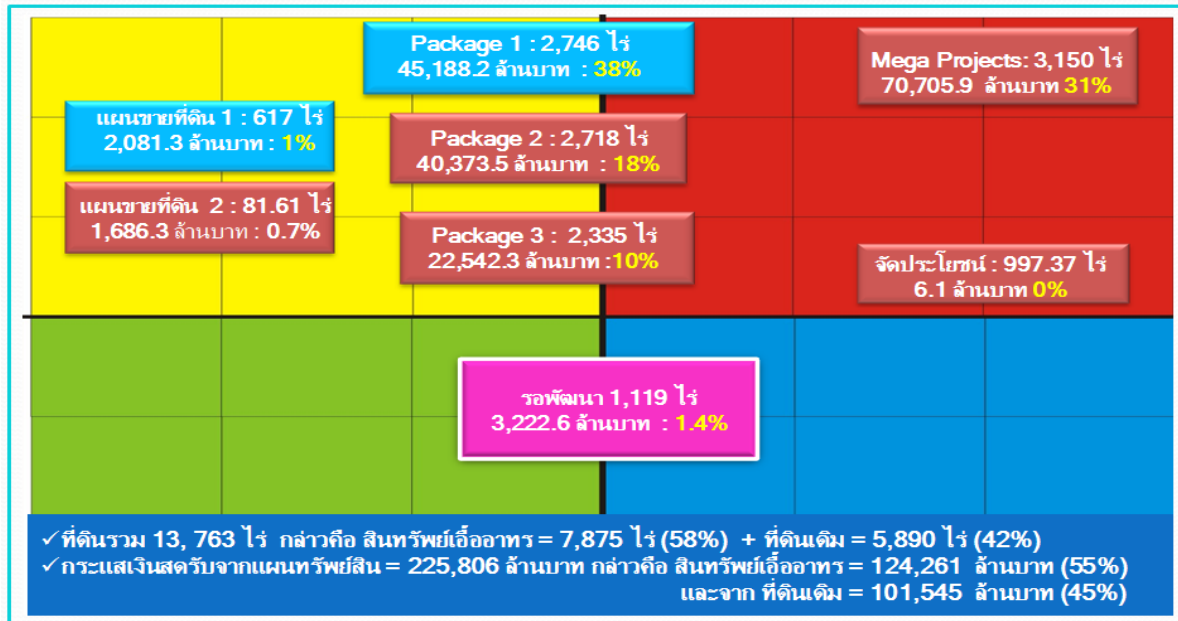 Package 1 : 2,746 ไร่
45,188.2 ล้านบาท : 38%
Mega Projects: 3,150 ไร่
70,705.9 ล้านบาท 31%
แผนขายที่ดิน 1 : 617 ไร่
2,081.3 ล้านบาท : 1%
Package 2 : 2,718 ไร่
40,373.5 ล้านบาท : 18%
แผนขายที่ดิน 2 : 81.61 ไร่
1,686.3 ล้านบาท : 0.7%
Package 3 : 2,335 ไร่
22,542.3 ล้านบาท :10%
จัดประโยชน์ : 997.37 ไร่
6.1 ล้านบาท 0%
รอพัฒนา 1,119 ไร่
3,222.6 ล้านบาท : 1.4%
✓ที่ดินรวม 13, 763 ไร่ กล่าวคือ สินทรัพย์เอื้ออาทร = 7,875 ไร่ (58%) + ที่ดินเดิม = 5,890 ไร่ (42%)
✓กระแสเงินสดรับจากแผนทรัพย์สิน = 225,806 ล้านบาท กล่าวคือ สินทรัพย์เอื้ออาทร = 124,261 ล้านบาท (55%)
และจาก ที่ดินเดิม = 101,545 ล้านบาท (45%)